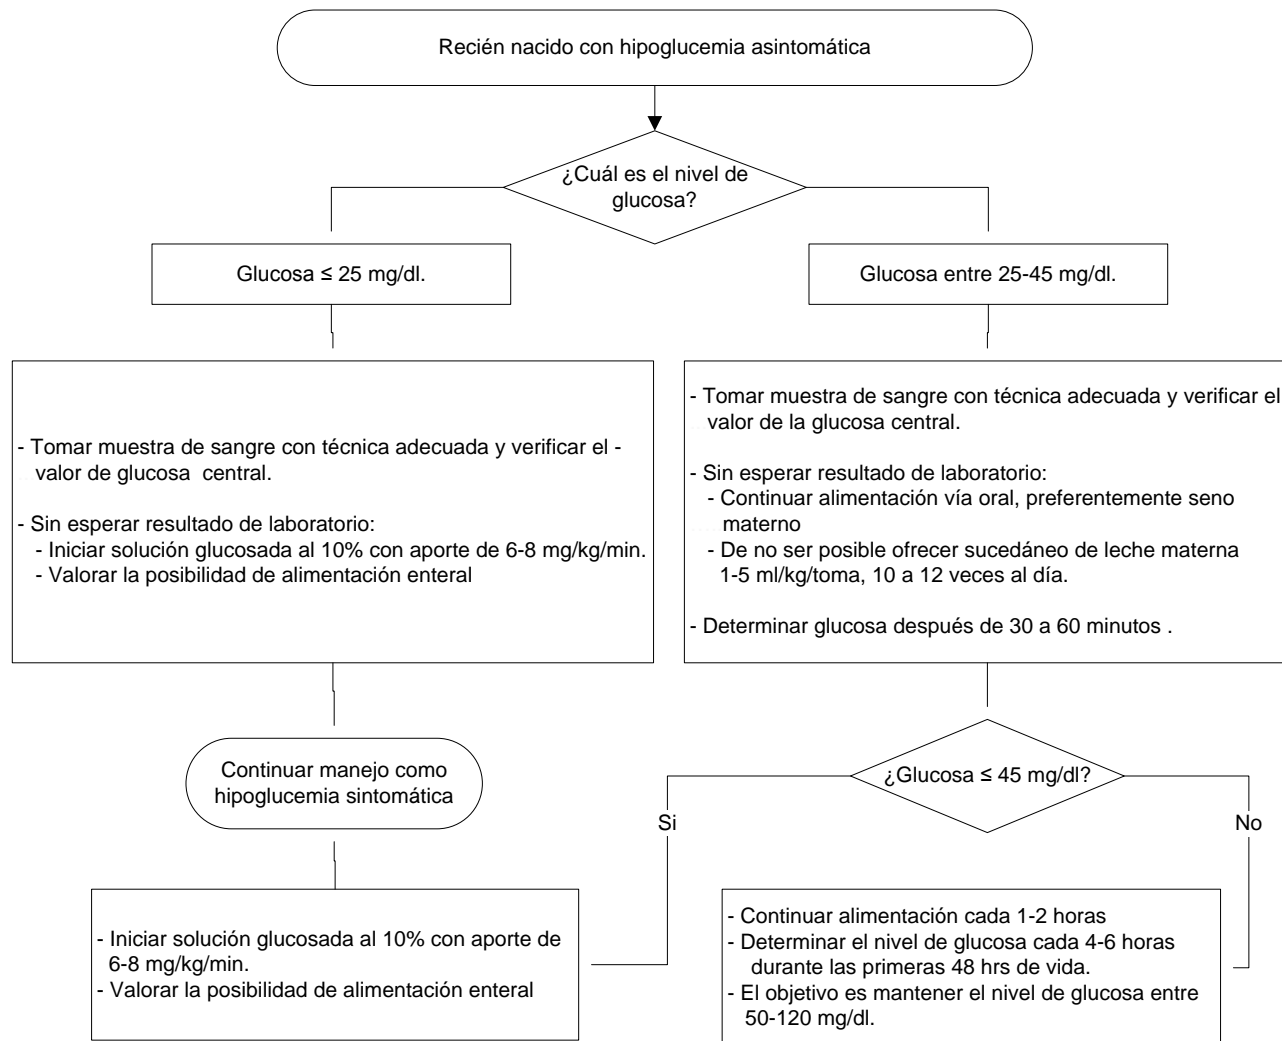 Recién nacido con hipoglucemia asintomática
¿Cuál es el nivel de
glucosa?
Glucosa ≤ 25 mg/dl.
Glucosa entre 25-45 mg/dl.
- Tomar muestra de sangre con técnica adecuada y verificar el -
valor de glucosa  central.
- Sin esperar resultado de laboratorio:
- Iniciar solución glucosada al 10% con aporte de 6-8 mg/kg/min.
- Valorar la posibilidad de alimentación enteral
- Tomar muestra de sangre con técnica adecuada y verificar el
valor de la glucosa central.
- Sin esperar resultado de laboratorio:
- Continuar alimentación vía oral, preferentemente seno
materno
- De no ser posible ofrecer sucedáneo de leche materna
1-5 ml/kg/toma, 10 a 12 veces al día.
- Determinar glucosa después de 30 a 60 minutos .
Continuar manejo como
hipoglucemia sintomática
¿Glucosa ≤ 45 mg/dl?
Si
No
- Iniciar solución glucosada al 10% con aporte de
6-8 mg/kg/min.
- Valorar la posibilidad de alimentación enteral
- Continuar alimentación cada 1-2 horas
- Determinar el nivel de glucosa cada 4-6 horas
durante las primeras 48 hrs de vida.
- El objetivo es mantener el nivel de glucosa entre
50-120 mg/dl.